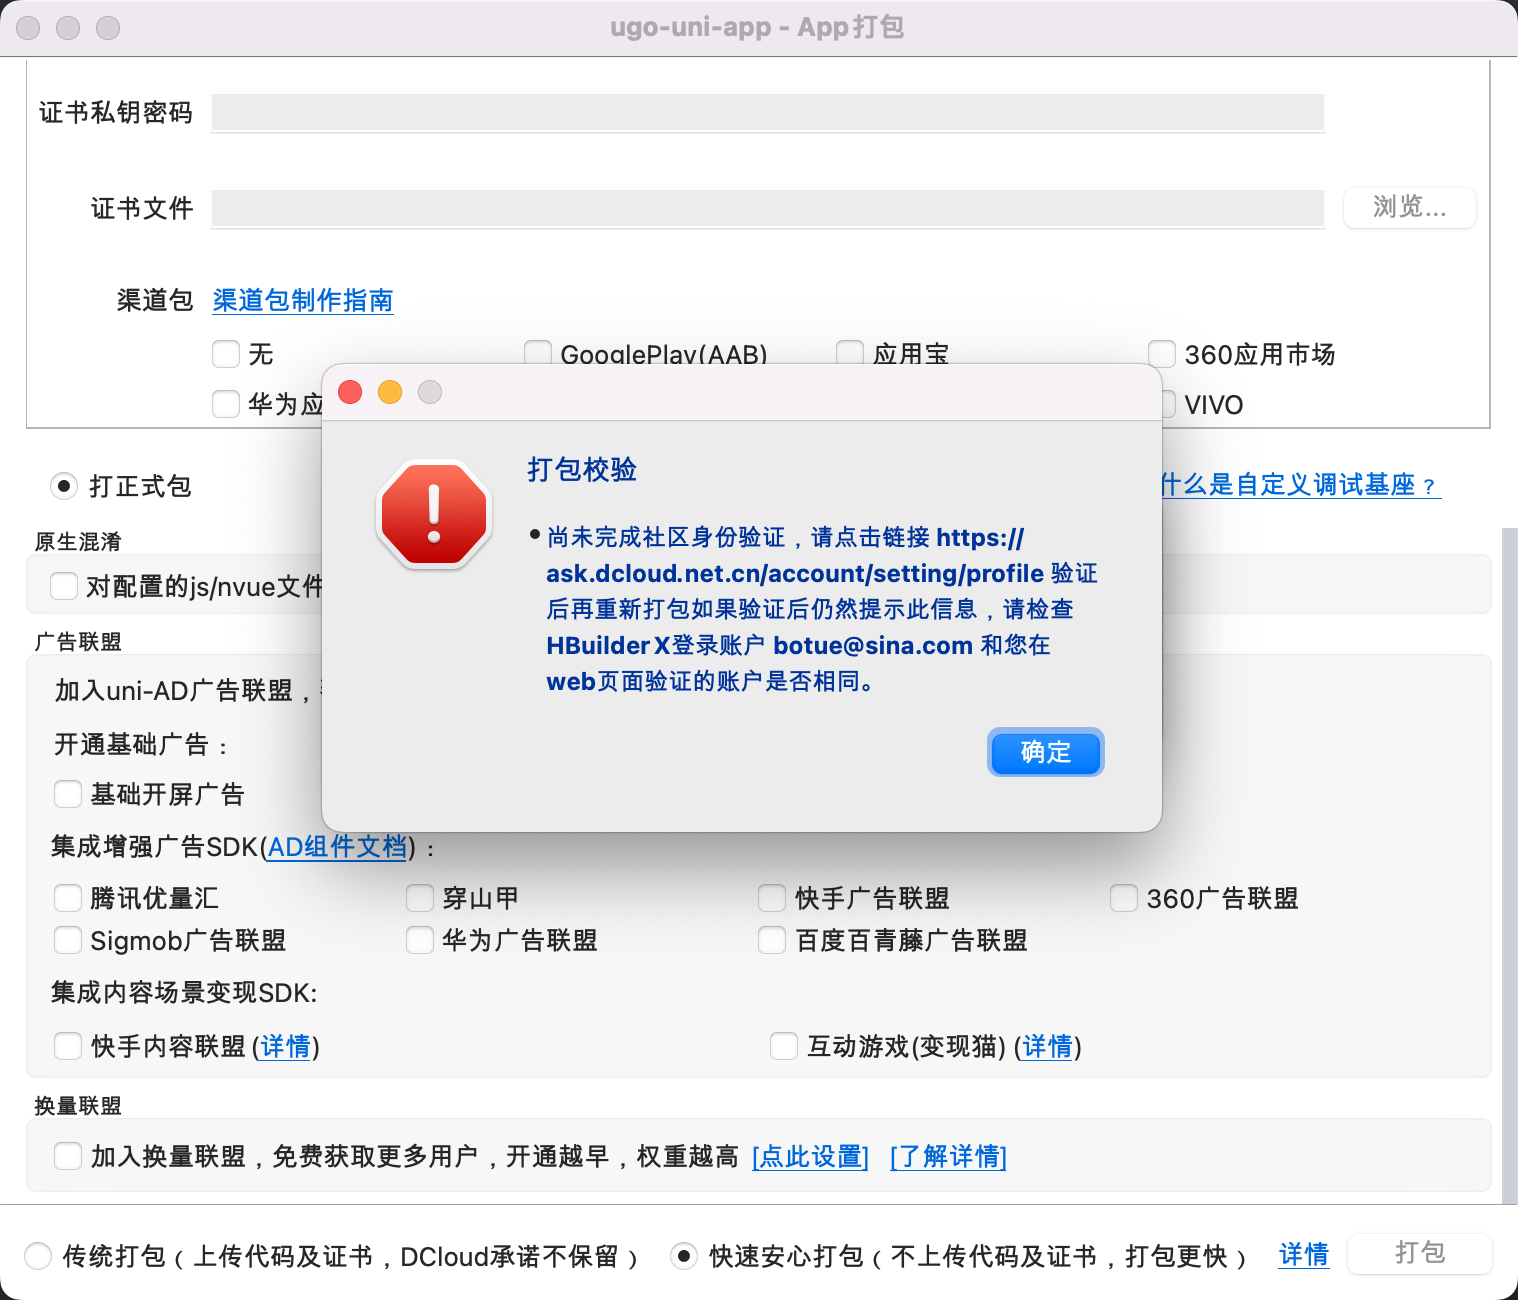 ugo-uni-app - App打包
证书私钥密码
证书文件
浏览...
渠道包 渠道包制作指南
无 GooglePlay(AAB) 应用宝 360应用市场
华为应 VIVO
打正式包 什么是自定义调试基座？
原生混淆
对配置的js/nvue文件
广告联盟
加入uni-AD广告联盟，
开通基础广告：
基础开屏广告
打包校验
尚未完成社区身份验证，请点击链接 https://
ask.dcloud.net.cn/account/setting/profile 验证
后再重新打包如果验证后仍然提示此信息，请检查
HBuilder X登录账户 botue@sina.com 和您在
web页面验证的账户是否相同。
确定
集成增强广告SDK(AD组件文档)：
腾讯优量汇 穿山甲 快手广告联盟 360广告联盟
Sigmob广告联盟 华为广告联盟 百度百青藤广告联盟
集成内容场景变现SDK:
快手内容联盟 (详情) 互动游戏(变现猫) (详情)
换量联盟
加入换量联盟，免费获取更多用户，开通越早，权重越高 [点此设置] [了解详情]
传统打包（上传代码及证书，DCloud承诺不保留） 快速安心打包（不上传代码及证书，打包更快） 详情 打包